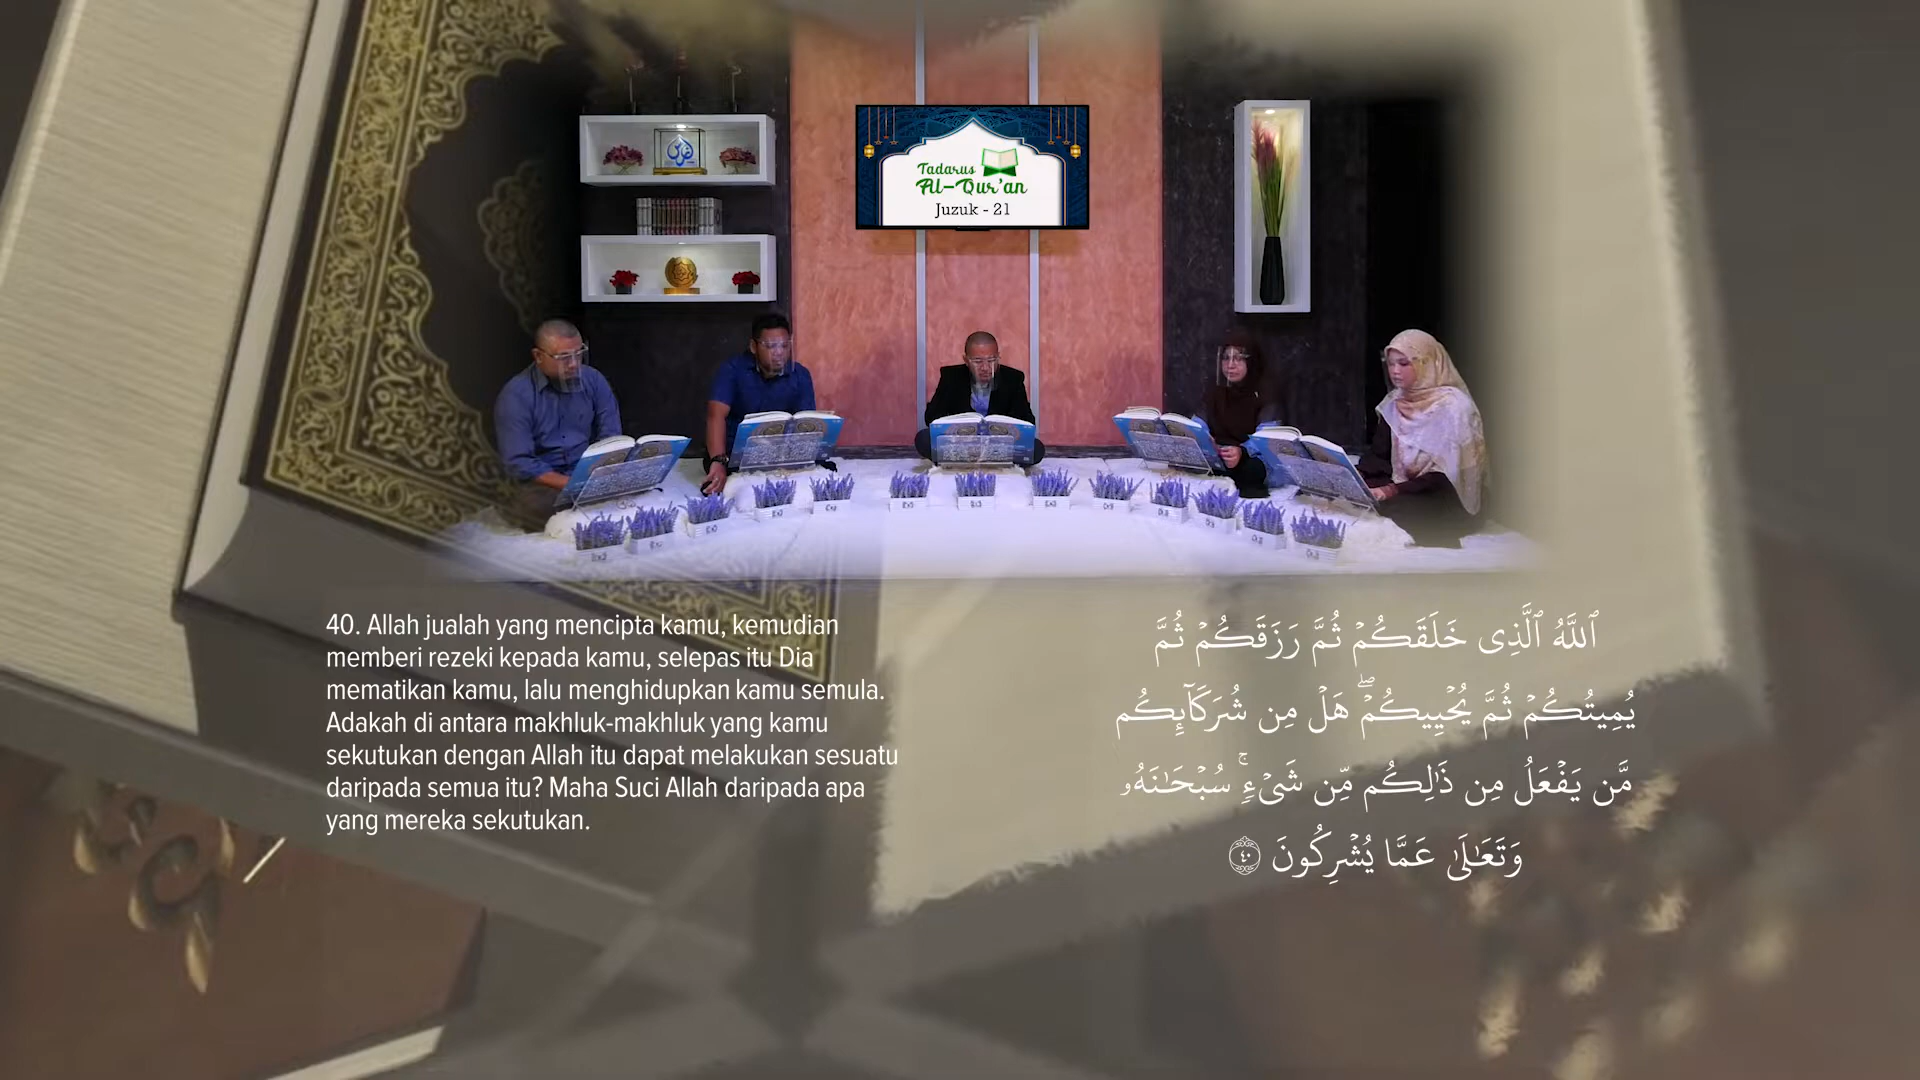 Tadarus
Al-Qur'an
Juzuk - 21
40. Allah jualah yang mencipta kamu, kemudian
memberi rezeki kepada kamu, selepas itu Dia
mematikan kamu, lalu menghidupkan kamu semula.
Adakah di antara makhluk-makhluk yang kamu
sekutukan dengan Allah itu dapat melakukan sesuatu
daripada semua itu? Maha Suci Allah daripada apa
yang mereka sekutukan.
ٱللَّهُ ٱلَّذِى خَلَقَكُمۡ ثُمَّ رَزَقَكُمۡ ثُمَّ
يُمِيتُكُمۡ ثُمَّ يُحۡيِيكُمۡۖ هَلۡ مِن شُرَكَآئِكُم
مَّن يَفۡعَلُ مِن ذَٰلِكُم مِّن شَىۡءٖۚ سُبۡحَٰنَهُۥ
وَتَعَٰلَىٰ عَمَّا يُشۡرِكُونَ ٤٠